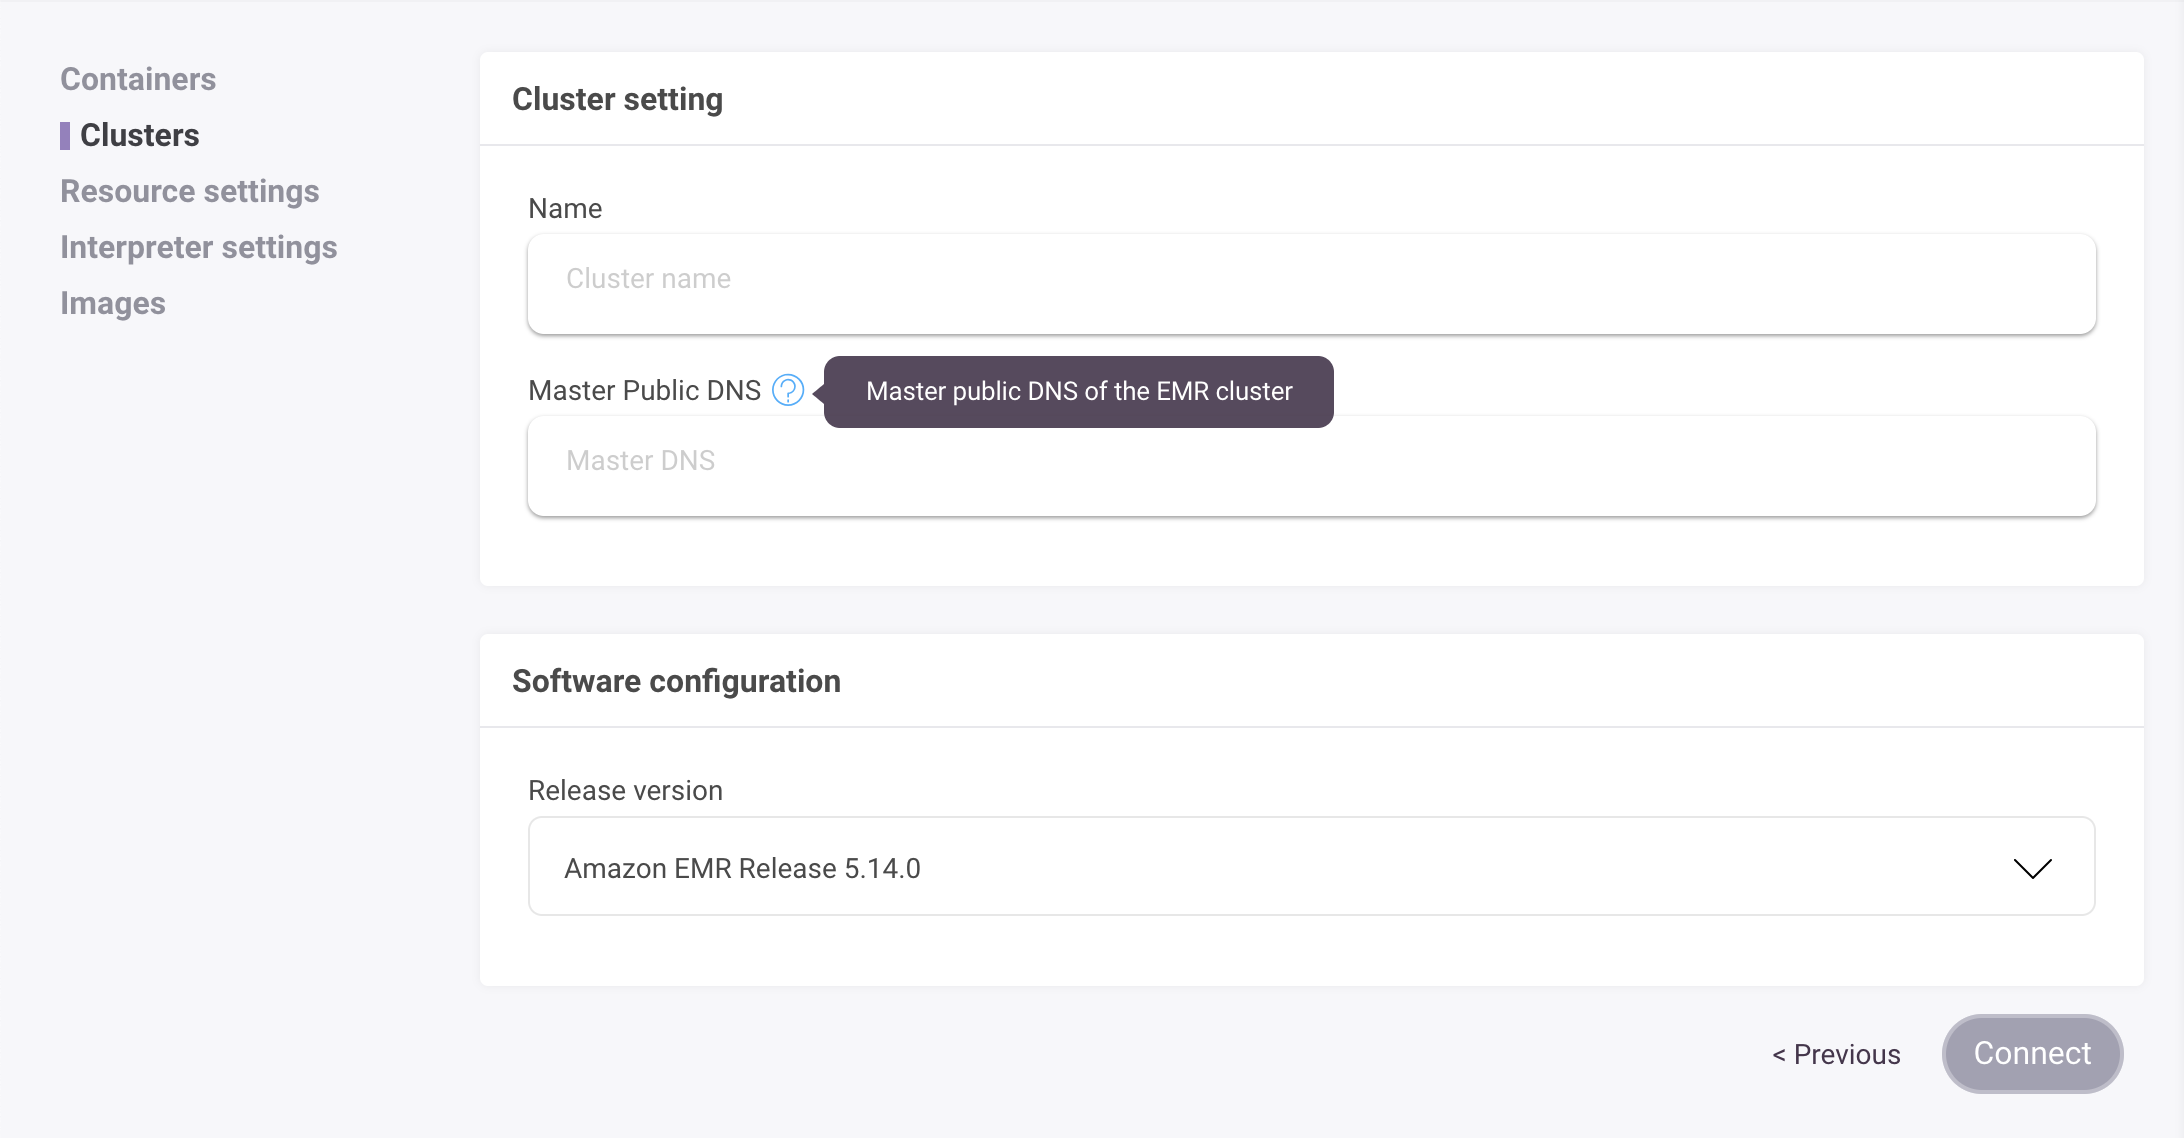 Containers
Clusters
Resource settings
Interpreter settings
Images
Cluster setting
Name
Cluster name
Master Public DNS ? Master public DNS of the EMR cluster
Master DNS
Software configuration
Release version
Amazon EMR Release 5.14.0
< Previous Connect